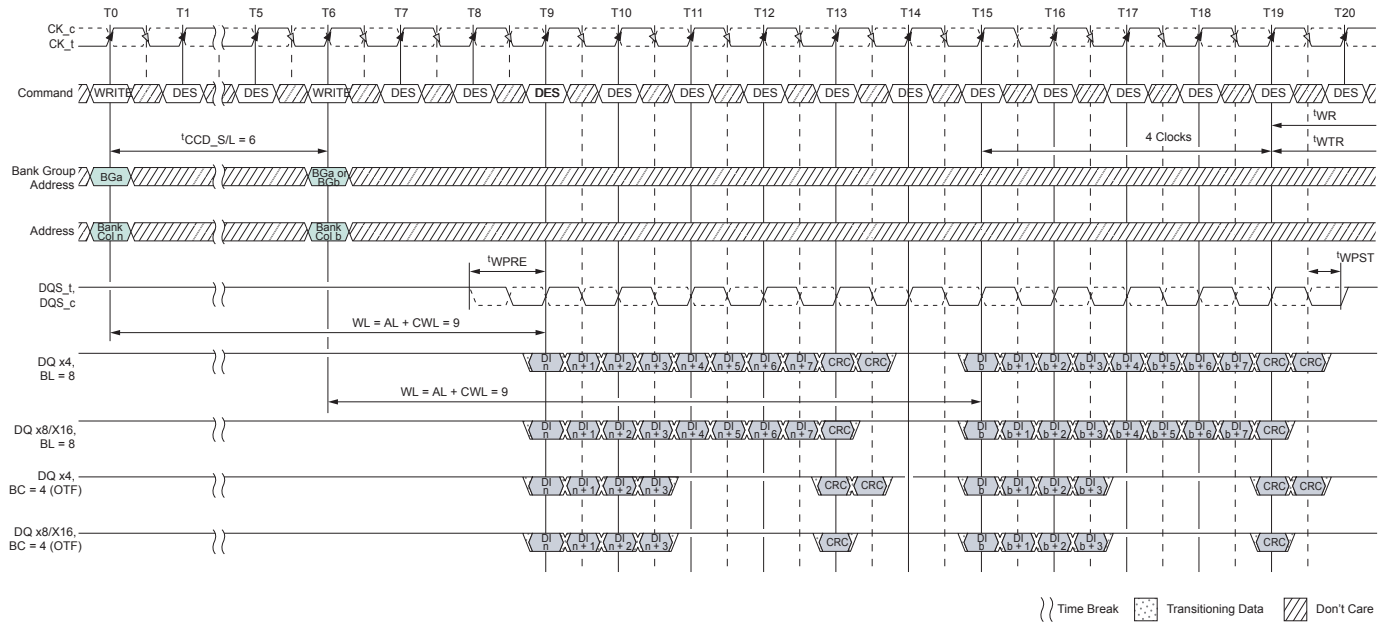 T0 T1 T5 T6 T7 T8 T9 T10 T11 T12 T13 T14 T15 T16 T17 T18 T19 T20
CK_c
CK_t
Command WRITE DES DES WRITE DES DES DES DES DES DES DES DES DES DES DES DES DES DES
tWR
tCCD_S/L = 6
4 Clocks
tWTR
Bank Group
Address
BGa
BGa or
BGb
Address
Bank
Col n
Bank
Col b
tWPRE
tWPST
DQS_t,
DQS_c
WL = AL + CWL = 9
DQ x4,
BL = 8
DI
n
DI
n + 1
DI
n + 2
DI
n + 3
DI
n + 4
DI
n + 5
DI
n + 6
DI
n + 7
CRC CRC
DI
b
DI
b + 1
DI
b + 2
DI
b + 3
DI
b + 4
DI
b + 5
DI
b + 6
DI
b + 7
CRC CRC
WL = AL + CWL = 9
DQ x8/X16,
BL = 8
DI
n
DI
n + 1
DI
n + 2
DI
n + 3
DI
n + 4
DI
n + 5
DI
n + 6
DI
n + 7
CRC
DI
b
DI
b + 1
DI
b + 2
DI
b + 3
DI
b + 4
DI
b + 5
DI
b + 6
DI
b + 7
CRC
DQ x4,
BC = 4 (OTF)
DI
n
DI
n + 1
DI
n + 2
DI
n + 3
CRC CRC
DI
b
DI
b + 1
DI
b + 2
DI
b + 3
CRC CRC
DQ x8/X16,
BC = 4 (OTF)
DI
n
DI
n + 1
DI
n + 2
DI
n + 3
CRC
DI
b
DI
b + 1
DI
b + 2
DI
b + 3
CRC
Time Break Transitioning Data Don't Care